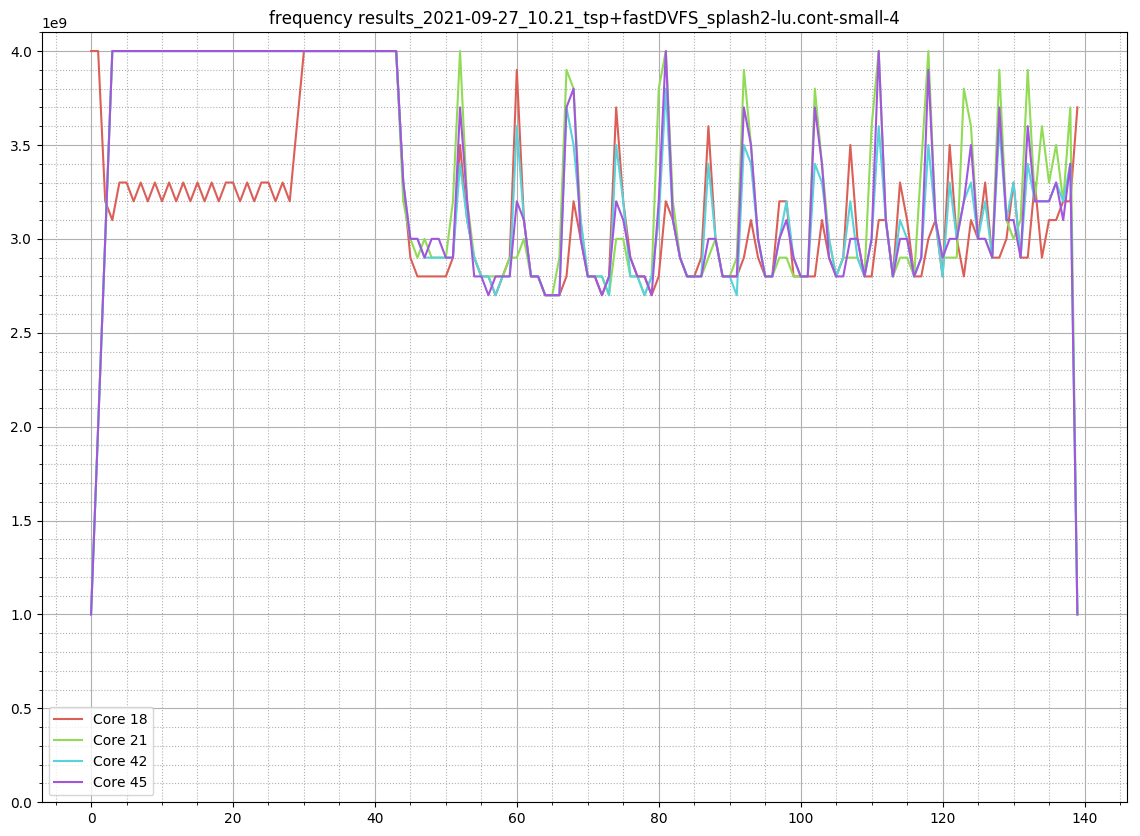 frequency results_2021-09-27_10.21_tsp+fastDVFS_splash2-lu.cont-small-4
1e9
4.0
3.5
3.0
2.5
2.0
1.5
1.0
0.5
0.0
Core 18
Core 21
Core 42
Core 45
0 20 40 60 80 100 120 140